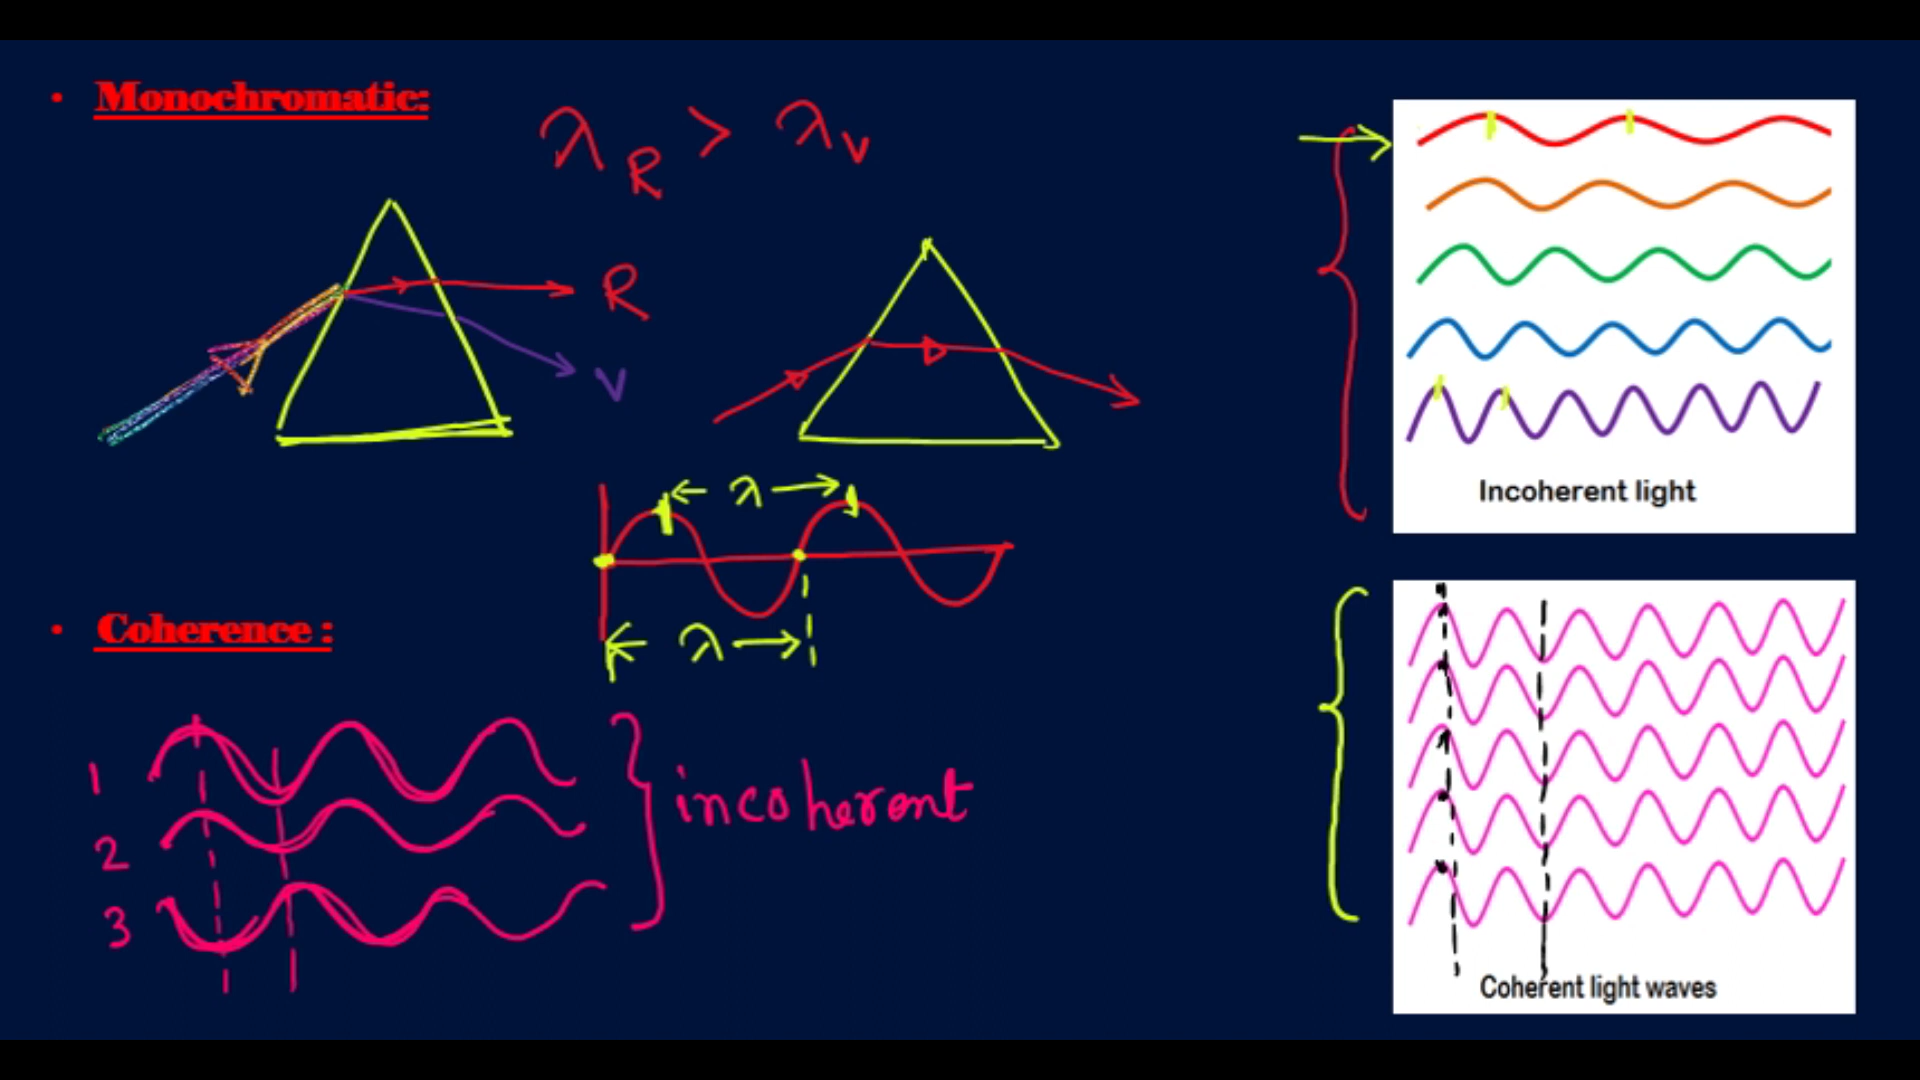 • Monochromatic:
λR > λV
R
V
λ
λ
Incoherent light
• Coherence :
1
2
3
incoherent
Coherent light waves